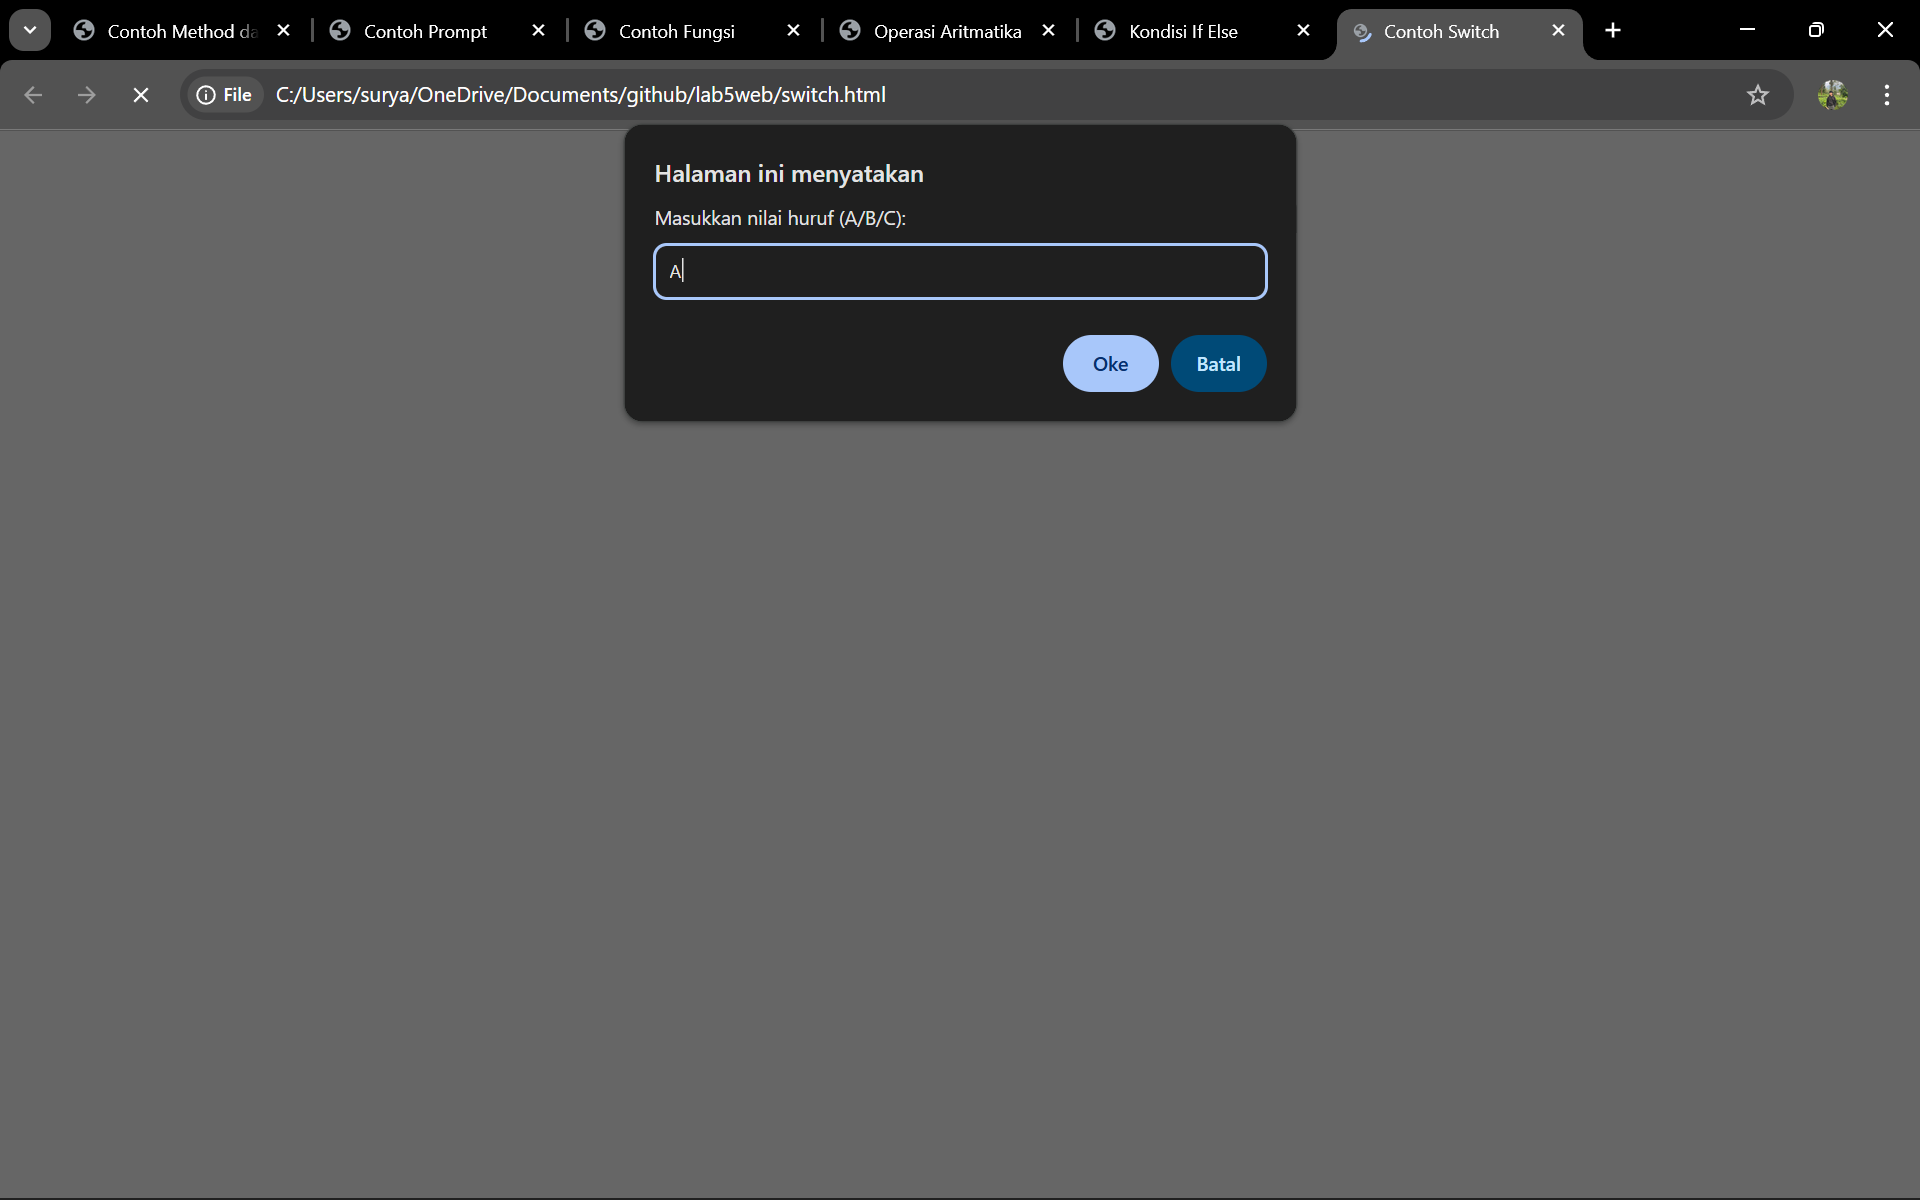 Contoh Method da
Contoh Prompt
Contoh Fungsi
Operasi Aritmatika
Kondisi If Else
Contoh Switch
File
C:/Users/surya/OneDrive/Documents/github/lab5web/switch.html
Halaman ini menyatakan
Masukkan nilai huruf (A/B/C):
A
Oke
Batal